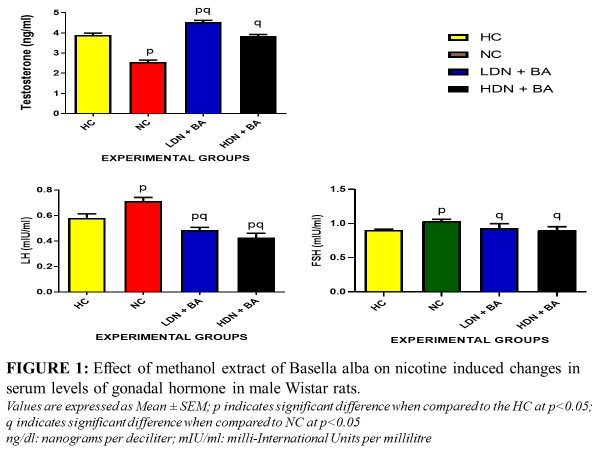 Testosterone (ng/ml)
5
4
3
2
1
0
p
pq
q
HC
NC
LDN + BA
HDN + BA
EXPERIMENTAL GROUPS
HC
NC
LDN + BA
HDN + BA
LH (mIU/ml)
0.8
0.6
0.4
0.2
0.0
p
pq
pq
HC
NC
LDN + BA
HDN + BA
EXPERIMENTAL GROUPS
FSH (mIU/ml)
1.5
1.0
0.5
0.0
p
q
q
HC
NC
LDN + BA
HDN + BA
EXPERIMENTAL GROUPS
FIGURE 1: Effect of methanol extract of Basella alba on nicotine induced changes in
serum levels of gonadal hormone in male Wistar rats.
Values are expressed as Mean ± SEM; p indicates significant difference when compared to the HC at p<0.05;
q indicates significant difference when compared to NC at p<0.05
ng/dl: nanograms per deciliter; mIU/ml: milli-International Units per millilitre